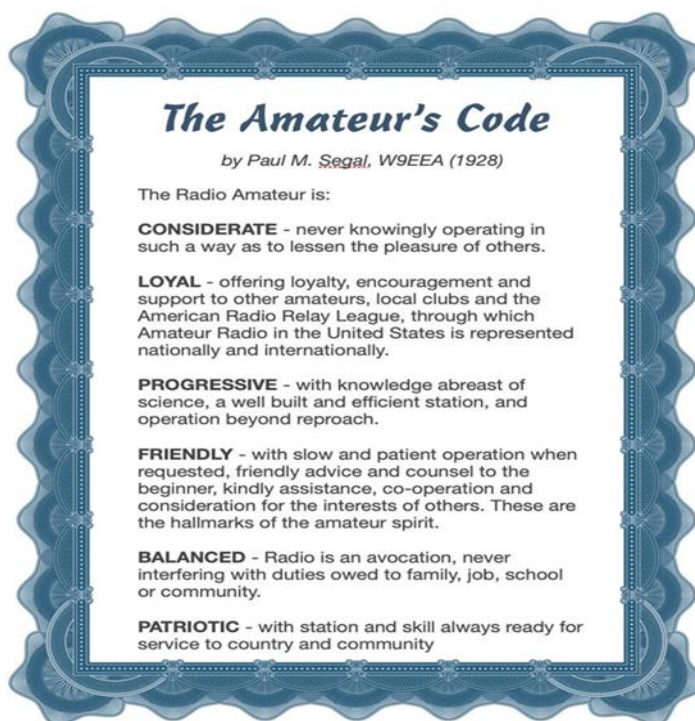 The Amateur's Code
by Paul M. Segal, W9EEA (1928)
The Radio Amateur is:
CONSIDERATE - never knowingly operating in
such a way as to lessen the pleasure of others.
LOYAL - offering loyalty, encouragement and
support to other amateurs, local clubs and the
American Radio Relay League, through which
Amateur Radio in the United States is represented
nationally and internationally.
PROGRESSIVE - with knowledge abreast of
science, a well built and efficient station, and
operation beyond reproach.
FRIENDLY - with slow and patient operation when
requested, friendly advice and counsel to the
beginner, kindly assistance, co-operation and
consideration for the interests of others. These are
the hallmarks of the amateur spirit.
BALANCED - Radio is an avocation, never
interfering with duties owed to family, job, school
or community.
PATRIOTIC - with station and skill always ready for
service to country and community